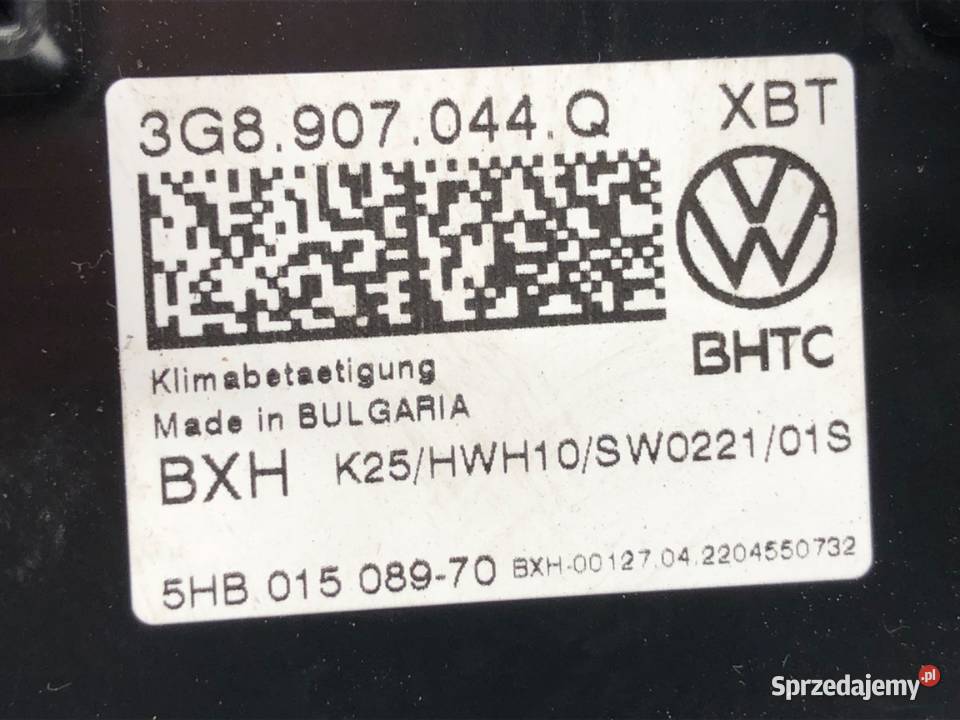 3G8.907.044.Q XBT
BHTC
Klimabetaetigung
Made in BULGARIA
BXH K25/HWH10/SW0221/01S
5HB 015 089-70 BXH-00127.04.2204550732
Sprzedajemy.pl